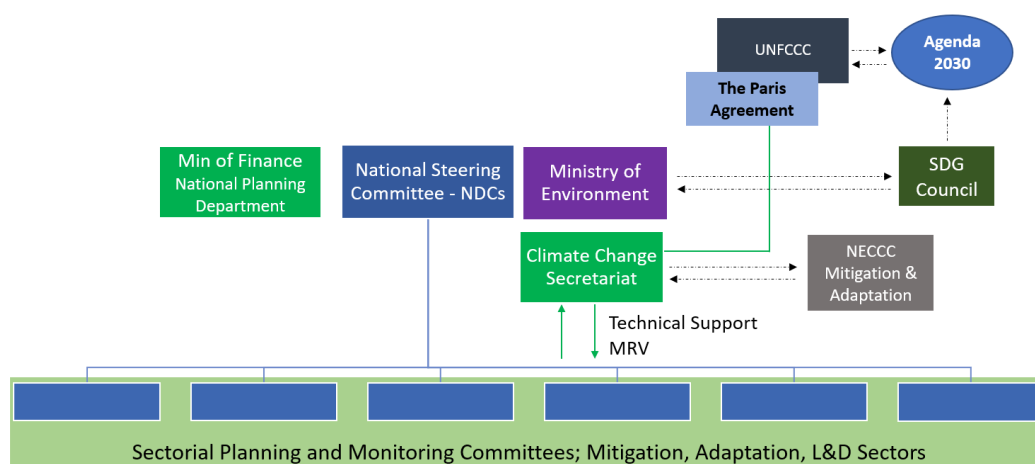 UNFCCC
Agenda
2030
The Paris
Agreement
Min of Finance
National Planning
Department
National Steering
Committee - NDCs
Ministry of
Environment
SDG
Council
Climate Change
Secretariat
NECCC
Mitigation &
Adaptation
Technical Support
MRV
Sectorial Planning and Monitoring Committees; Mitigation, Adaptation, L&D Sectors